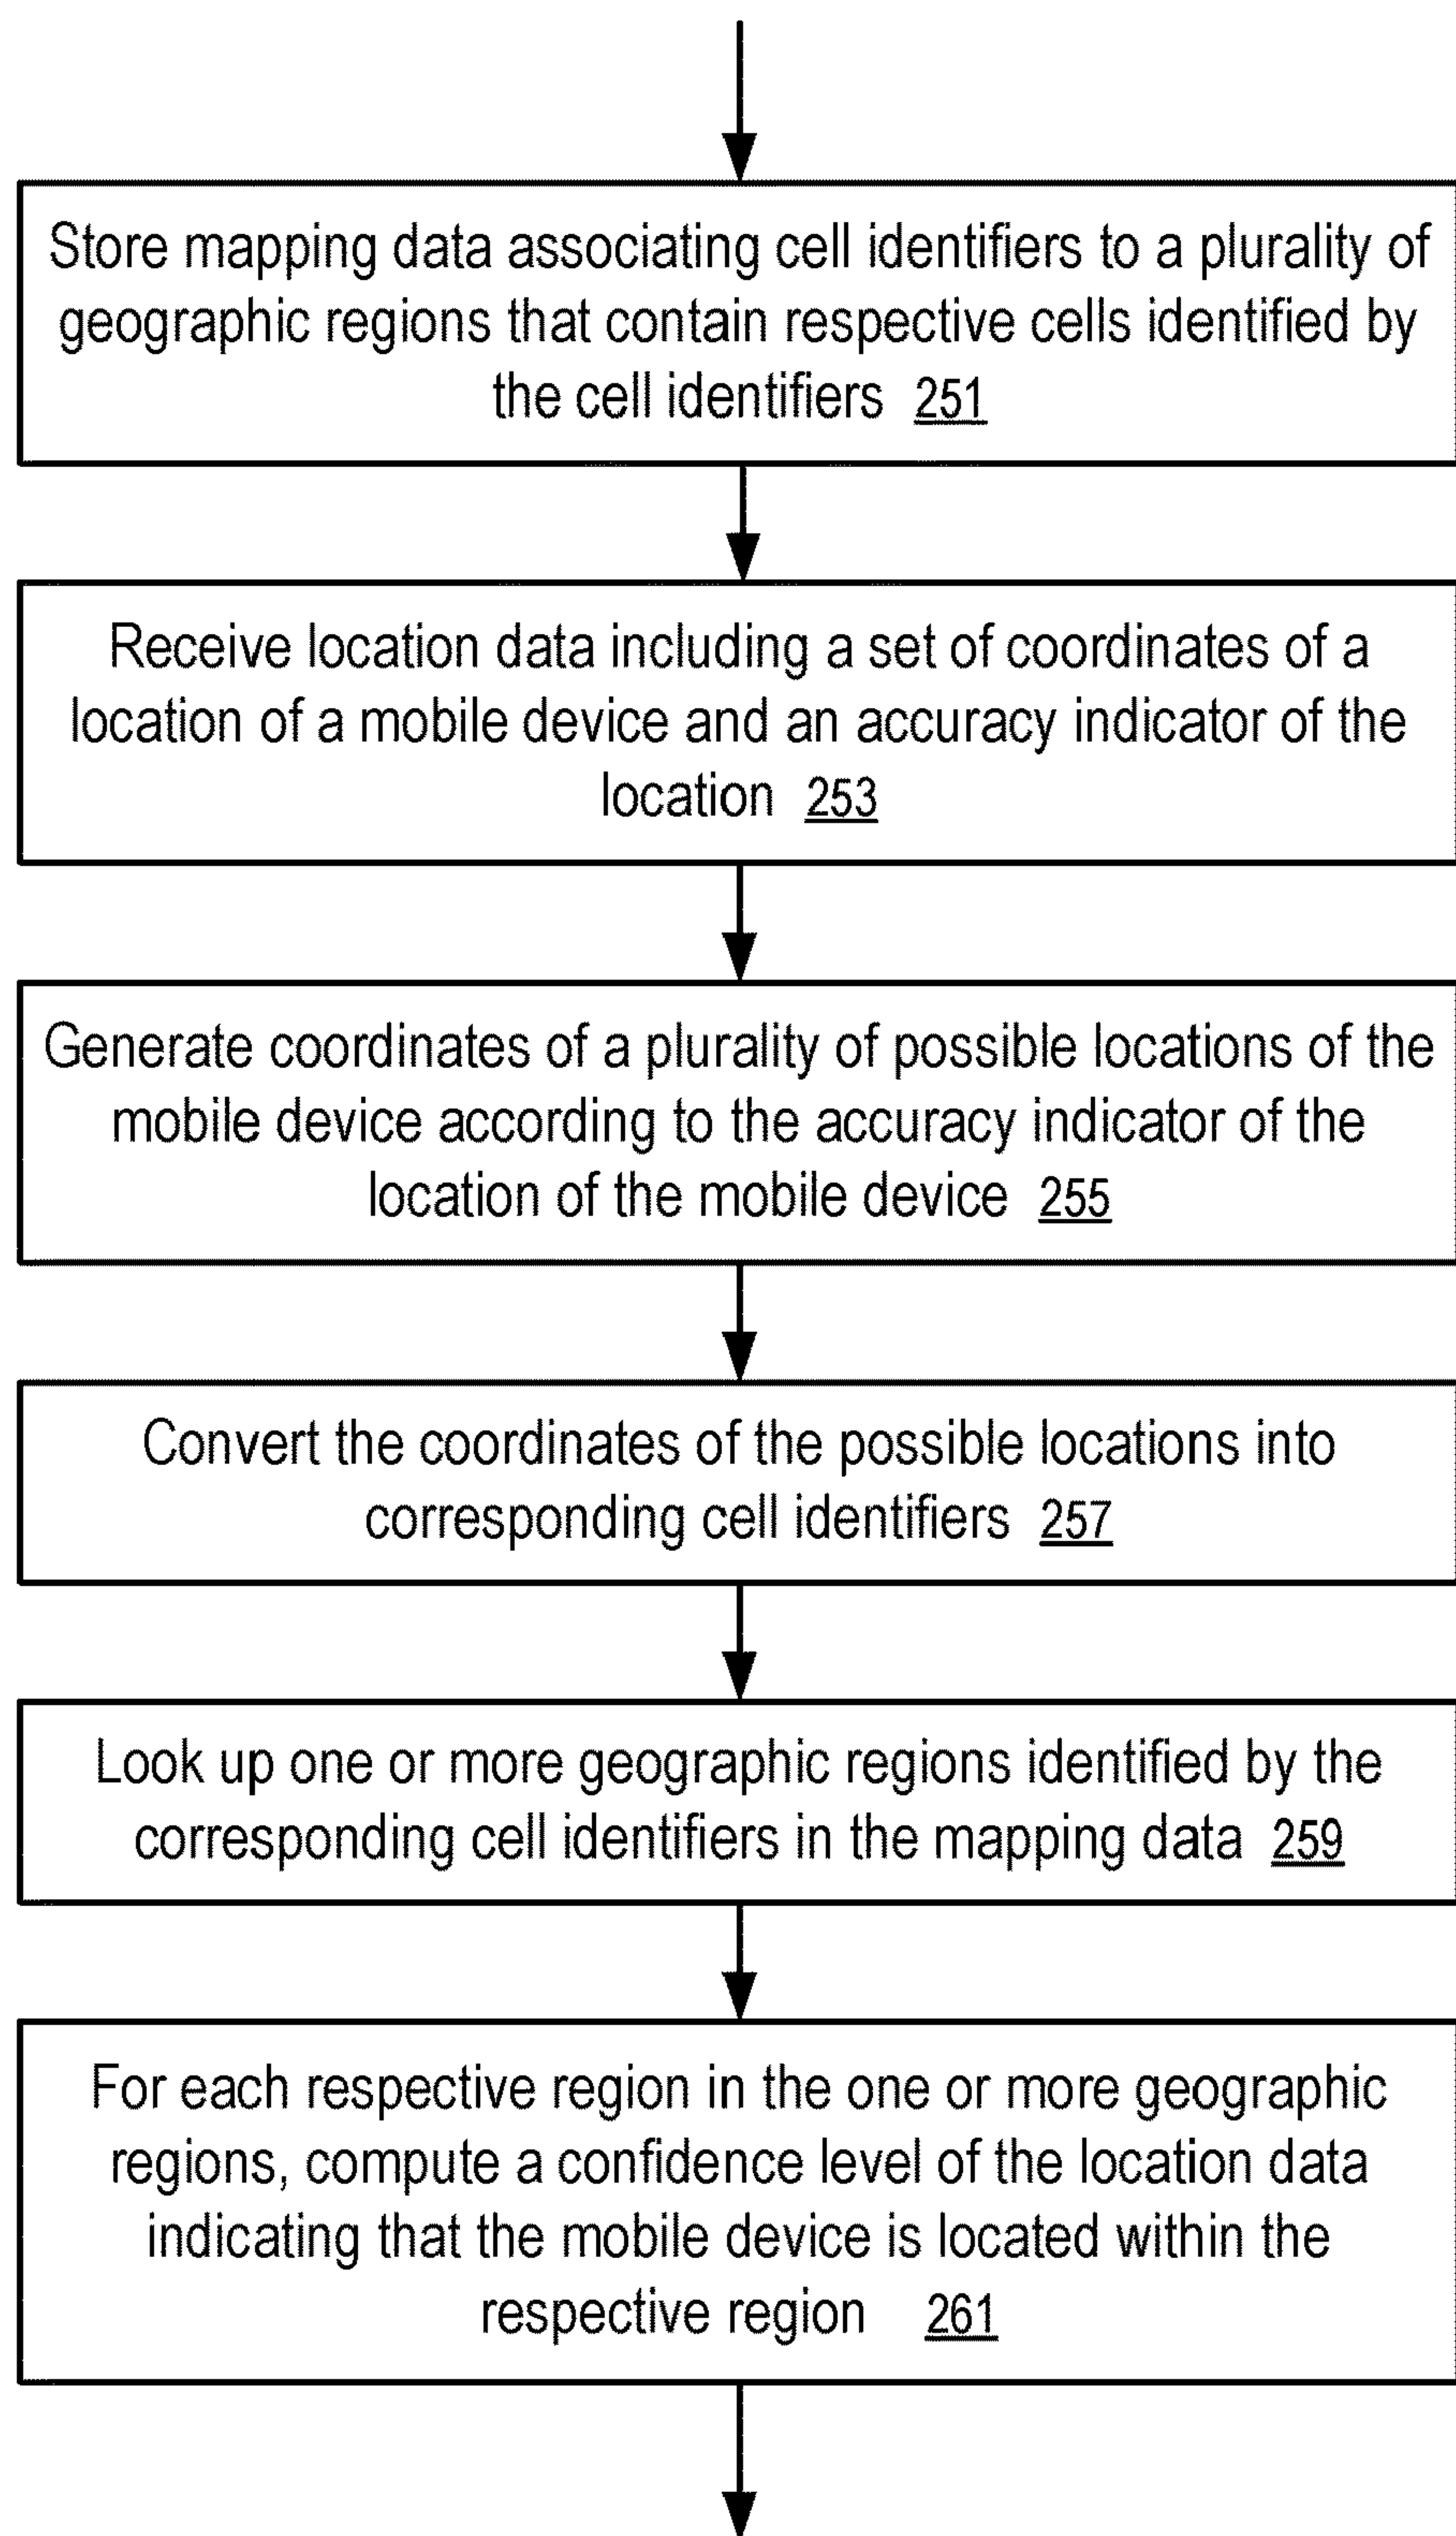 Store mapping data associating cell identifiers to a plurality of
geographic regions that contain respective cells identified by
the cell identifiers 251
Receive location data including a set of coordinates of a
location of a mobile device and an accuracy indicator of the
location 253
Generate coordinates of a plurality of possible locations of the
mobile device according to the accuracy indicator of the
location of the mobile device 255
Convert the coordinates of the possible locations into
corresponding cell identifiers 257
Look up one or more geographic regions identified by the
corresponding cell identifiers in the mapping data 259
For each respective region in the one or more geographic
regions, compute a confidence level of the location data
indicating that the mobile device is located within the
respective region 261